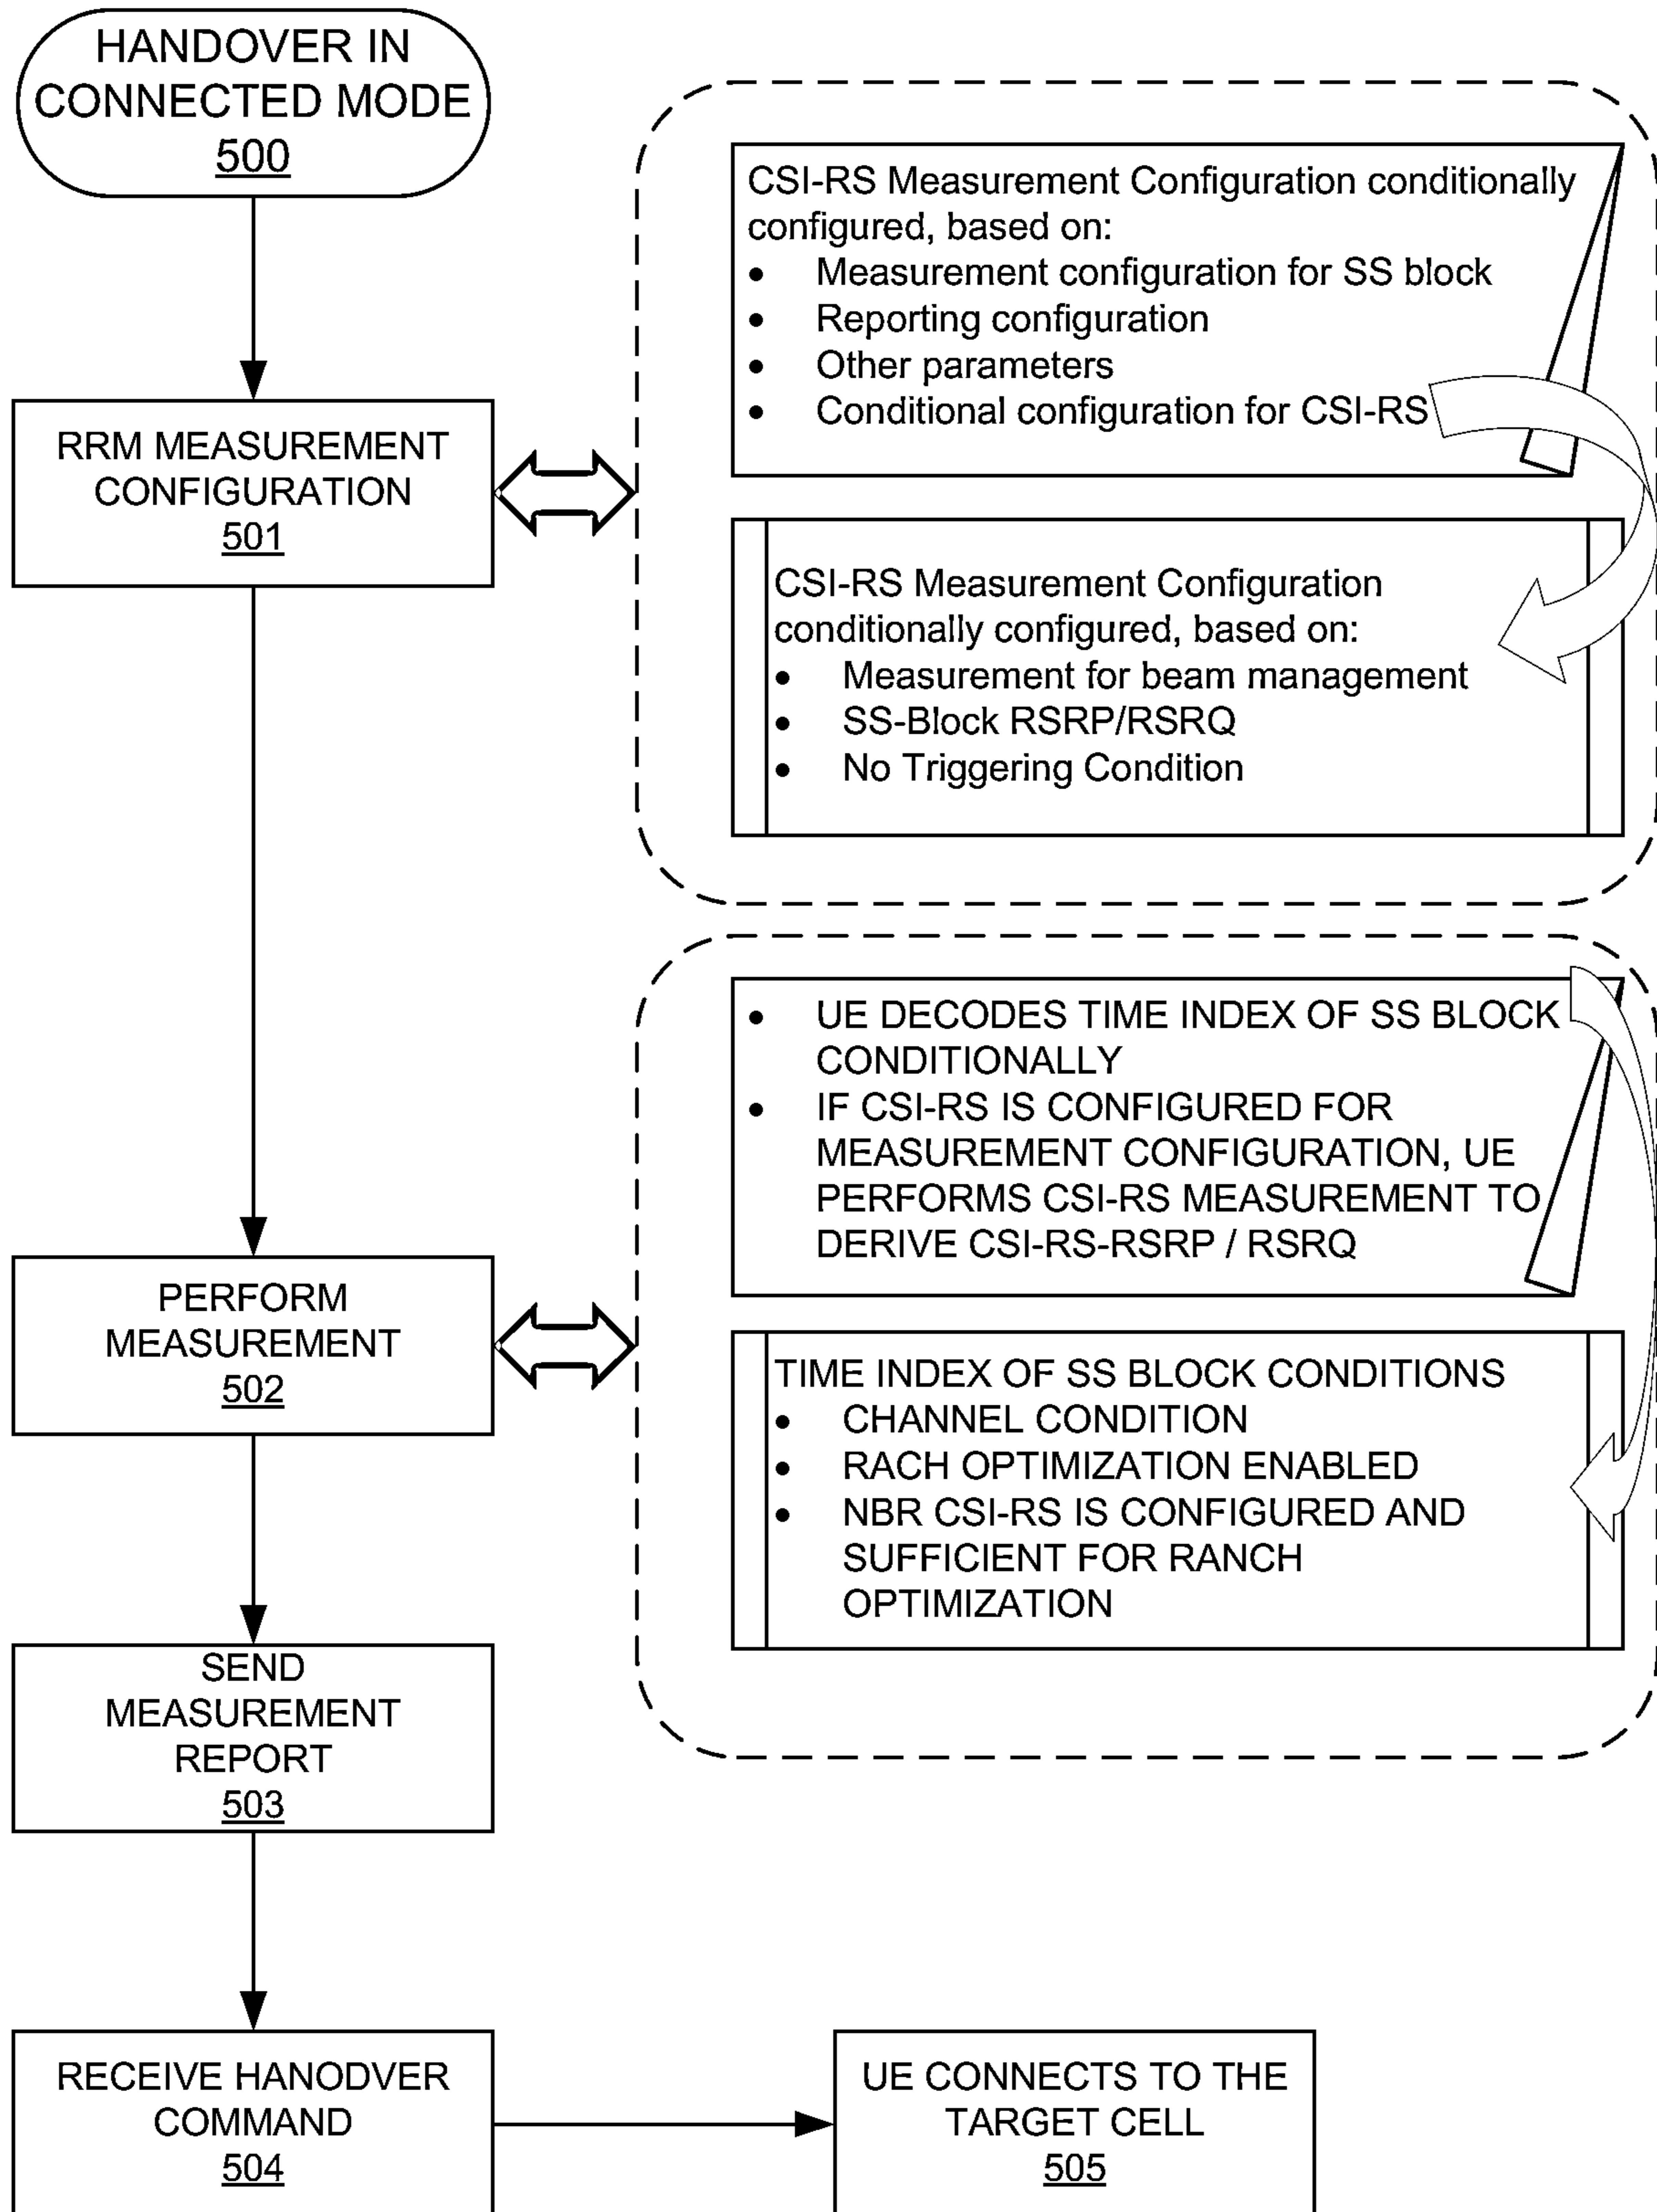 HANDOVER IN
CONNECTED MODE
500
RRM MEASUREMENT
CONFIGURATION
501
CSI-RS Measurement Configuration conditionally
configured, based on:
• Measurement configuration for SS block
• Reporting configuration
• Other parameters
• Conditional configuration for CSI-RS
CSI-RS Measurement Configuration
conditionally configured, based on:
• Measurement for beam management
• SS-Block RSRP/RSRQ
• No Triggering Condition
PERFORM
MEASUREMENT
502
• UE DECODES TIME INDEX OF SS BLOCK
CONDITIONALLY
• IF CSI-RS IS CONFIGURED FOR
MEASUREMENT CONFIGURATION, UE
PERFORMS CSI-RS MEASUREMENT TO
DERIVE CSI-RS-RSRP / RSRQ
TIME INDEX OF SS BLOCK CONDITIONS
• CHANNEL CONDITION
• RACH OPTIMIZATION ENABLED
• NBR CSI-RS IS CONFIGURED AND
SUFFICIENT FOR RANCH
OPTIMIZATION
SEND
MEASUREMENT
REPORT
503
RECEIVE HANODVER
COMMAND
504
UE CONNECTS TO THE
TARGET CELL
505